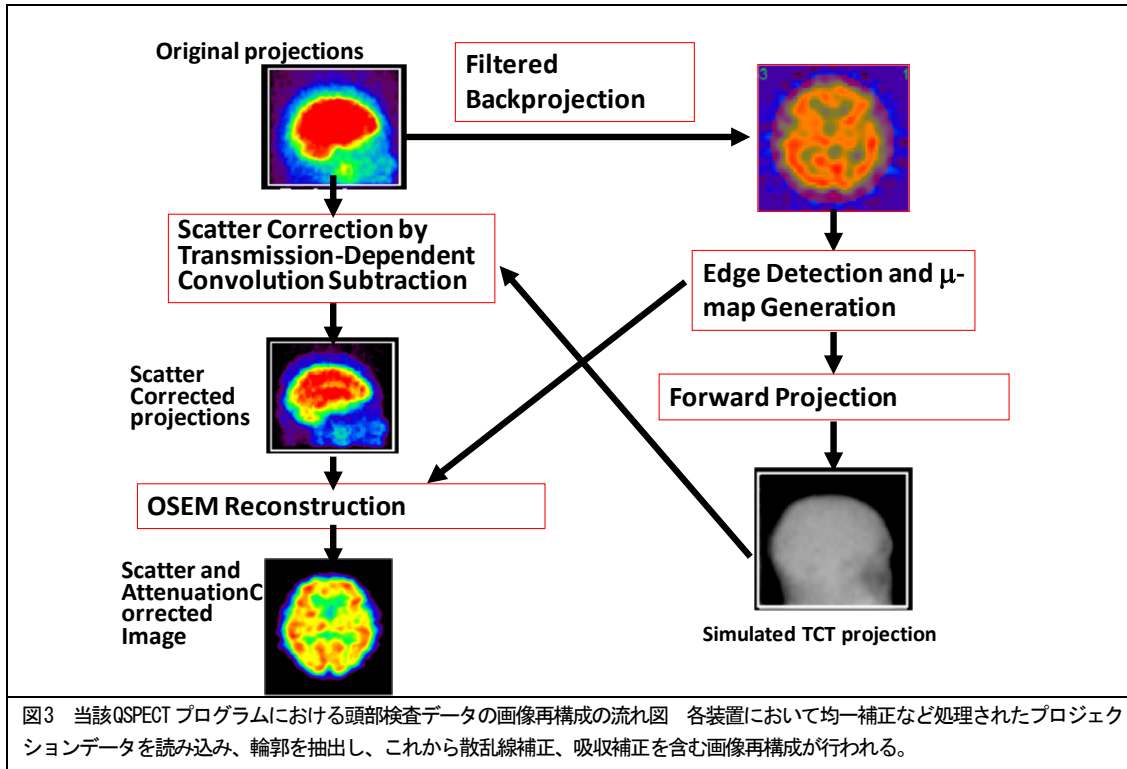 Original projections
Filtered
Backprojection
3 1
Scatter Correction by
Transmission-Dependent
Convolution Subtraction
Edge Detection and μ-
map Generation
Scatter
Corrected
projections
Forward Projection
OSEM Reconstruction
Scatter and
AttenuationC
orrected
Image
Simulated TCT projection
図3 当該QSPECTプログラムにおける頭部検査データの画像再構成の流れ図 各装置において均一補正など処理されたプロジェク
ションデータを読み込み、輪郭を抽出し、これから散乱線補正、吸収補正を含む画像再構成が行われる。